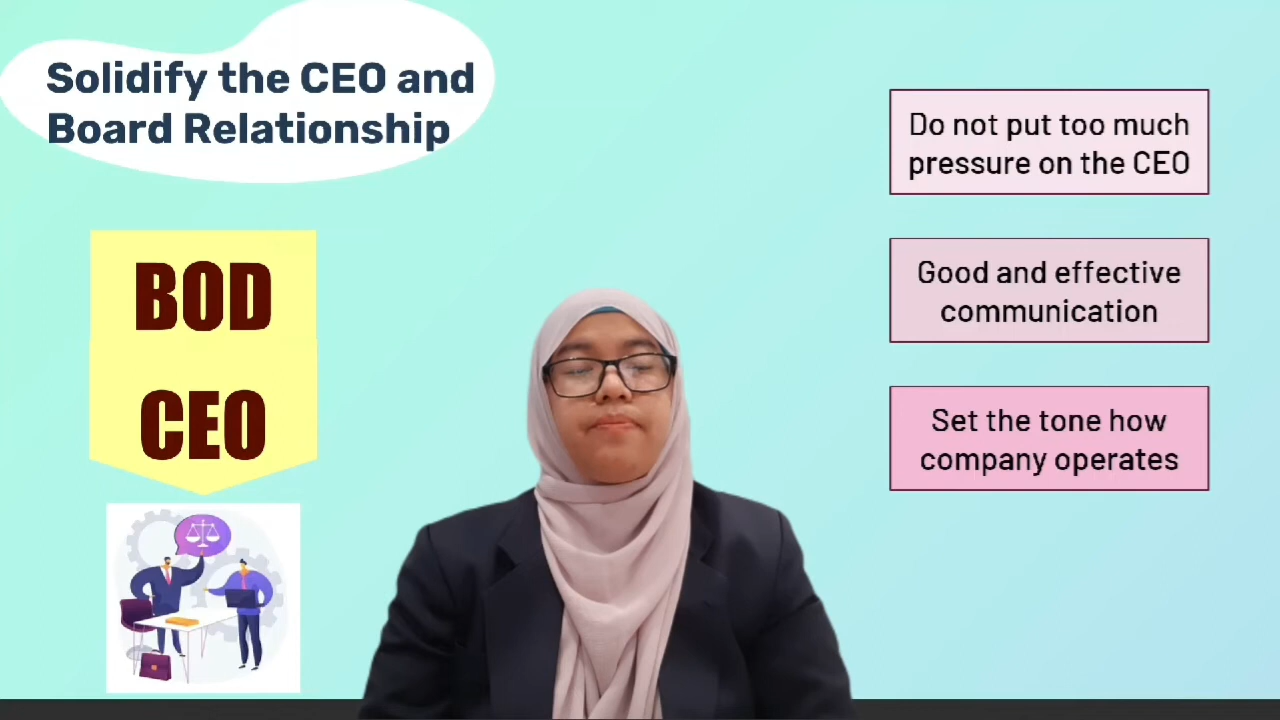 Solidify the CEO and
Board Relationship
BOD
CEO
Do not put too much
pressure on the CEO
Good and effective
communication
Set the tone how
company operates